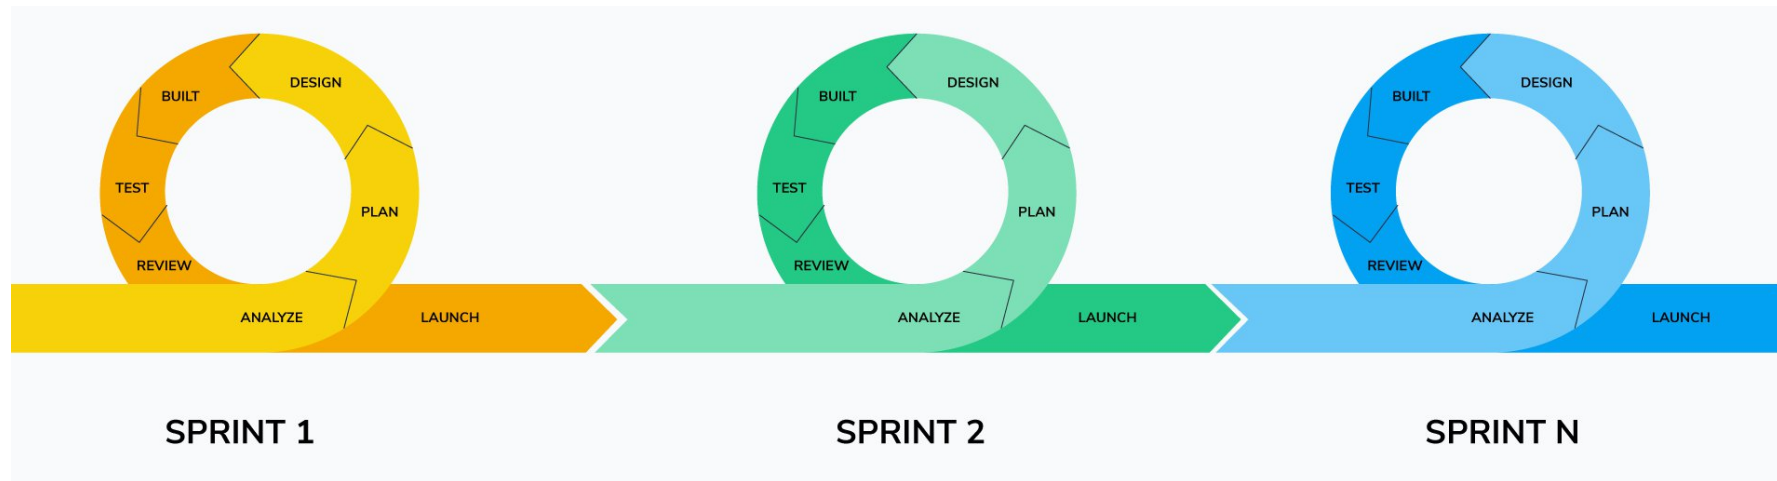 DESIGN
BUILT
TEST
PLAN
REVIEW
ANALYZE
LAUNCH
SPRINT 1
DESIGN
BUILT
TEST
PLAN
REVIEW
ANALYZE
LAUNCH
SPRINT 2
DESIGN
BUILT
TEST
PLAN
REVIEW
ANALYZE
LAUNCH
SPRINT N